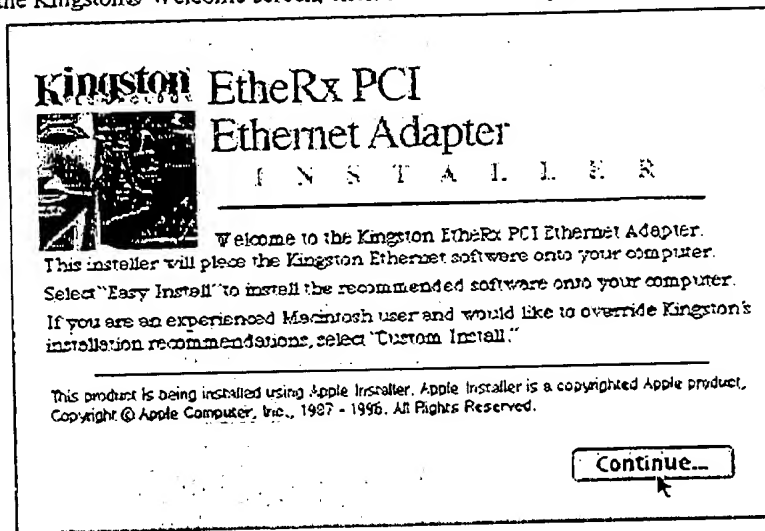 the Kingston® Welcome screen,
Kingston EtheRx PCI
Ethernet Adapter
INSTALLER
Welcome to the Kingston EtheRx PCI Ethernet Adapter.
This installer will place the Kingston Ethernet software onto your computer.
Select "Easy Install" to install the recommended software onto your computer.
If you are an experienced Macintosh user and would like to override Kingston's
installation recommendations, select "Custom Install."
This product is being installed using Apple Installer. Apple Installer is a copyrighted Apple product,
Copyright © Apple Computer, Inc., 1987 - 1996. All Rights Reserved.
Continue...